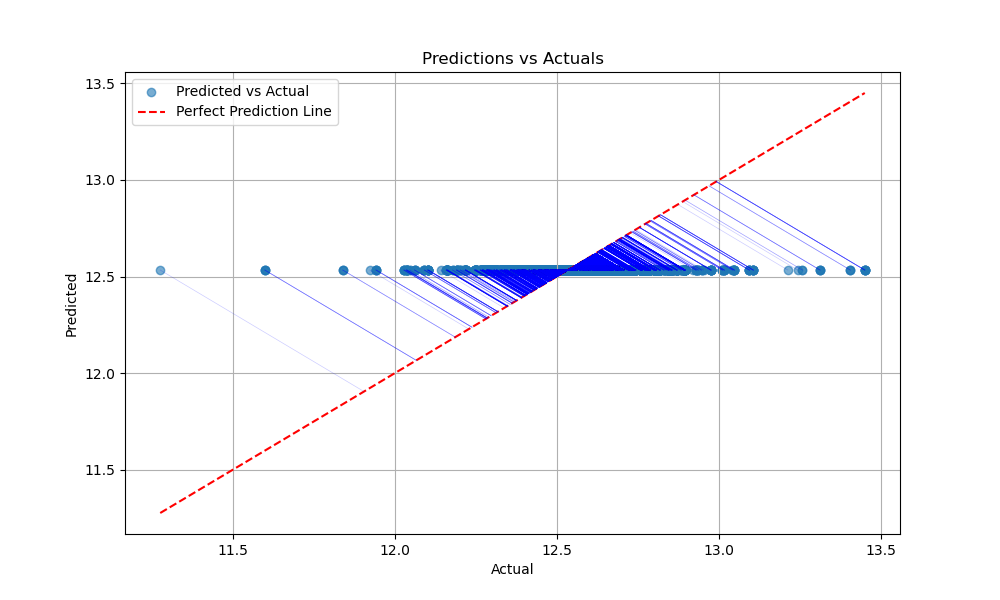 Predictions vs Actuals
Predicted vs Actual
Perfect Prediction Line
13.5
13.0
12.5
12.0
11.5
Predicted
11.5 12.0 12.5 13.0 13.5
Actual